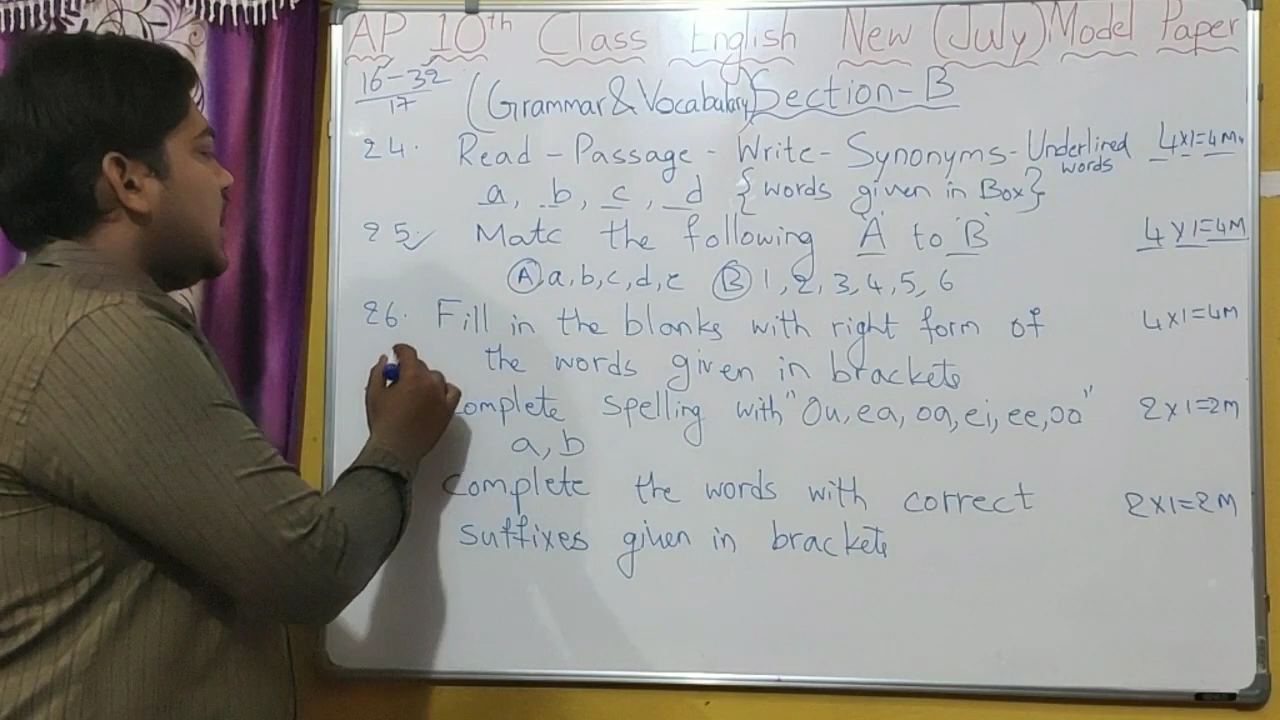 AP 10th Class English New (July) Model Paper
16-32
17
(Grammar & Vocabulary) Section-B
24. Read - Passage - Write - Synonyms - Underlined words 4x1=4M.
a, b, c, d {words given in Box}
25. Matc the following A to B 4x1=4M
(A) a, b, c, d, e (B) 1, 2, 3, 4, 5, 6
26. Fill in the blanks with right form of 4x1=4M
the words given in brackets
complete spelling with "Ou, ea, oa, ei, ee, oo" 2x1=2M
a, b
complete the words with correct 2x1=2M
suffixes given in brackets